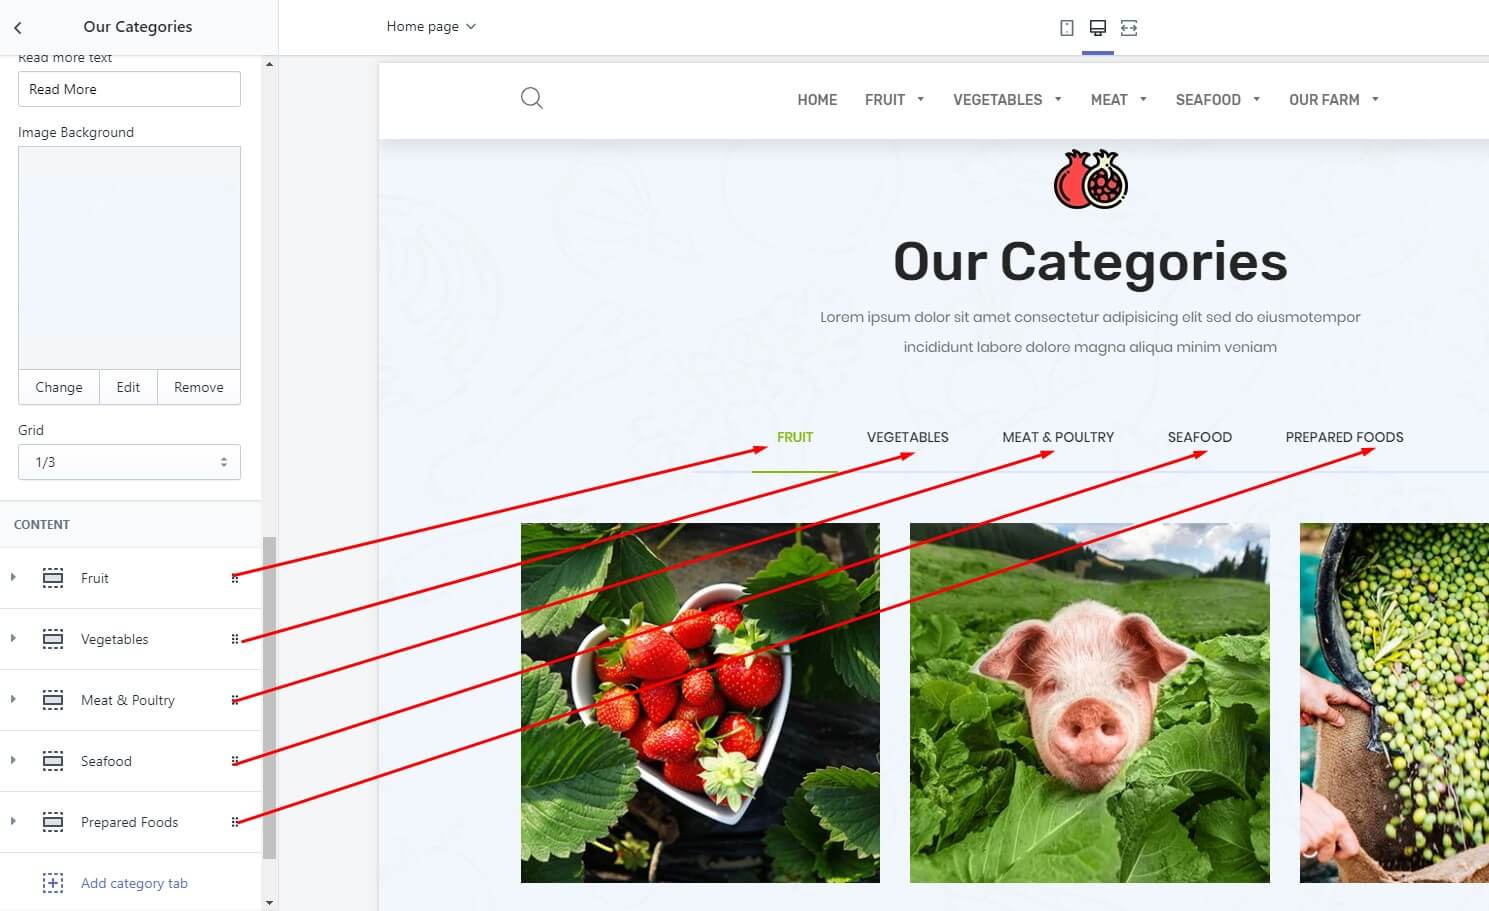 Our Categories
Home page
Read more text
Read More
Image Background
Change Edit Remove
Grid
1/3
CONTENT
Fruit
Vegetables
Meat & Poultry
Seafood
Prepared Foods
Add category tab
HOME FRUIT VEGETABLES MEAT SEAFOOD OUR FARM
Our Categories
Lorem ipsum dolor sit amet consectetur adipisicing elit sed do eiusmotempor
incididunt labore dolore magna aliqua minim veniam
FRUIT VEGETABLES MEAT & POULTRY SEAFOOD PREPARED FOODS